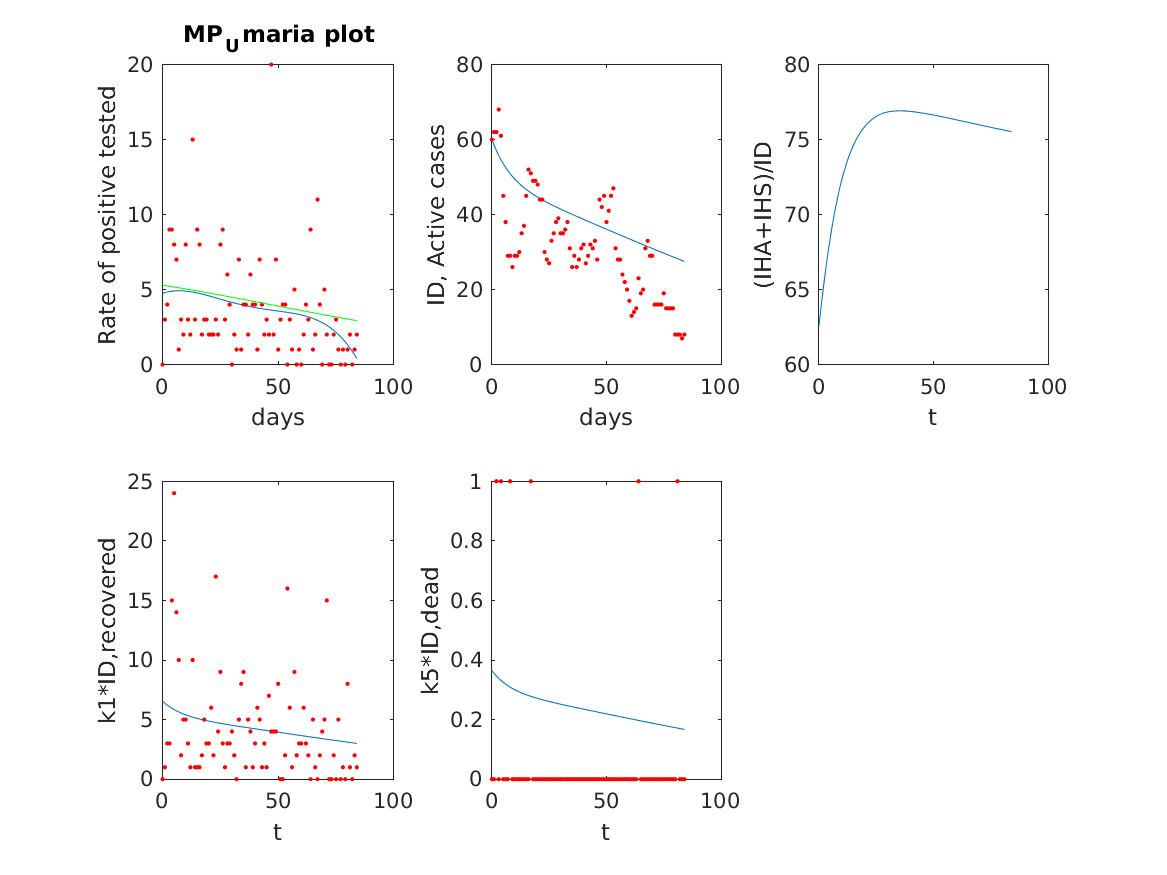 MP_Umaria plot
20
15
10
5
0
0 50 100
Rate of positive tested
days
80
60
40
20
0
0 50 100
ID, Active cases
days
80
75
70
65
60
0 50 100
(IHA+IHS)/ID
t
25
20
15
10
5
0
0 50 100
k1*ID,recovered
t
1
0.8
0.6
0.4
0.2
0
0 50 100
k5*ID,dead
t